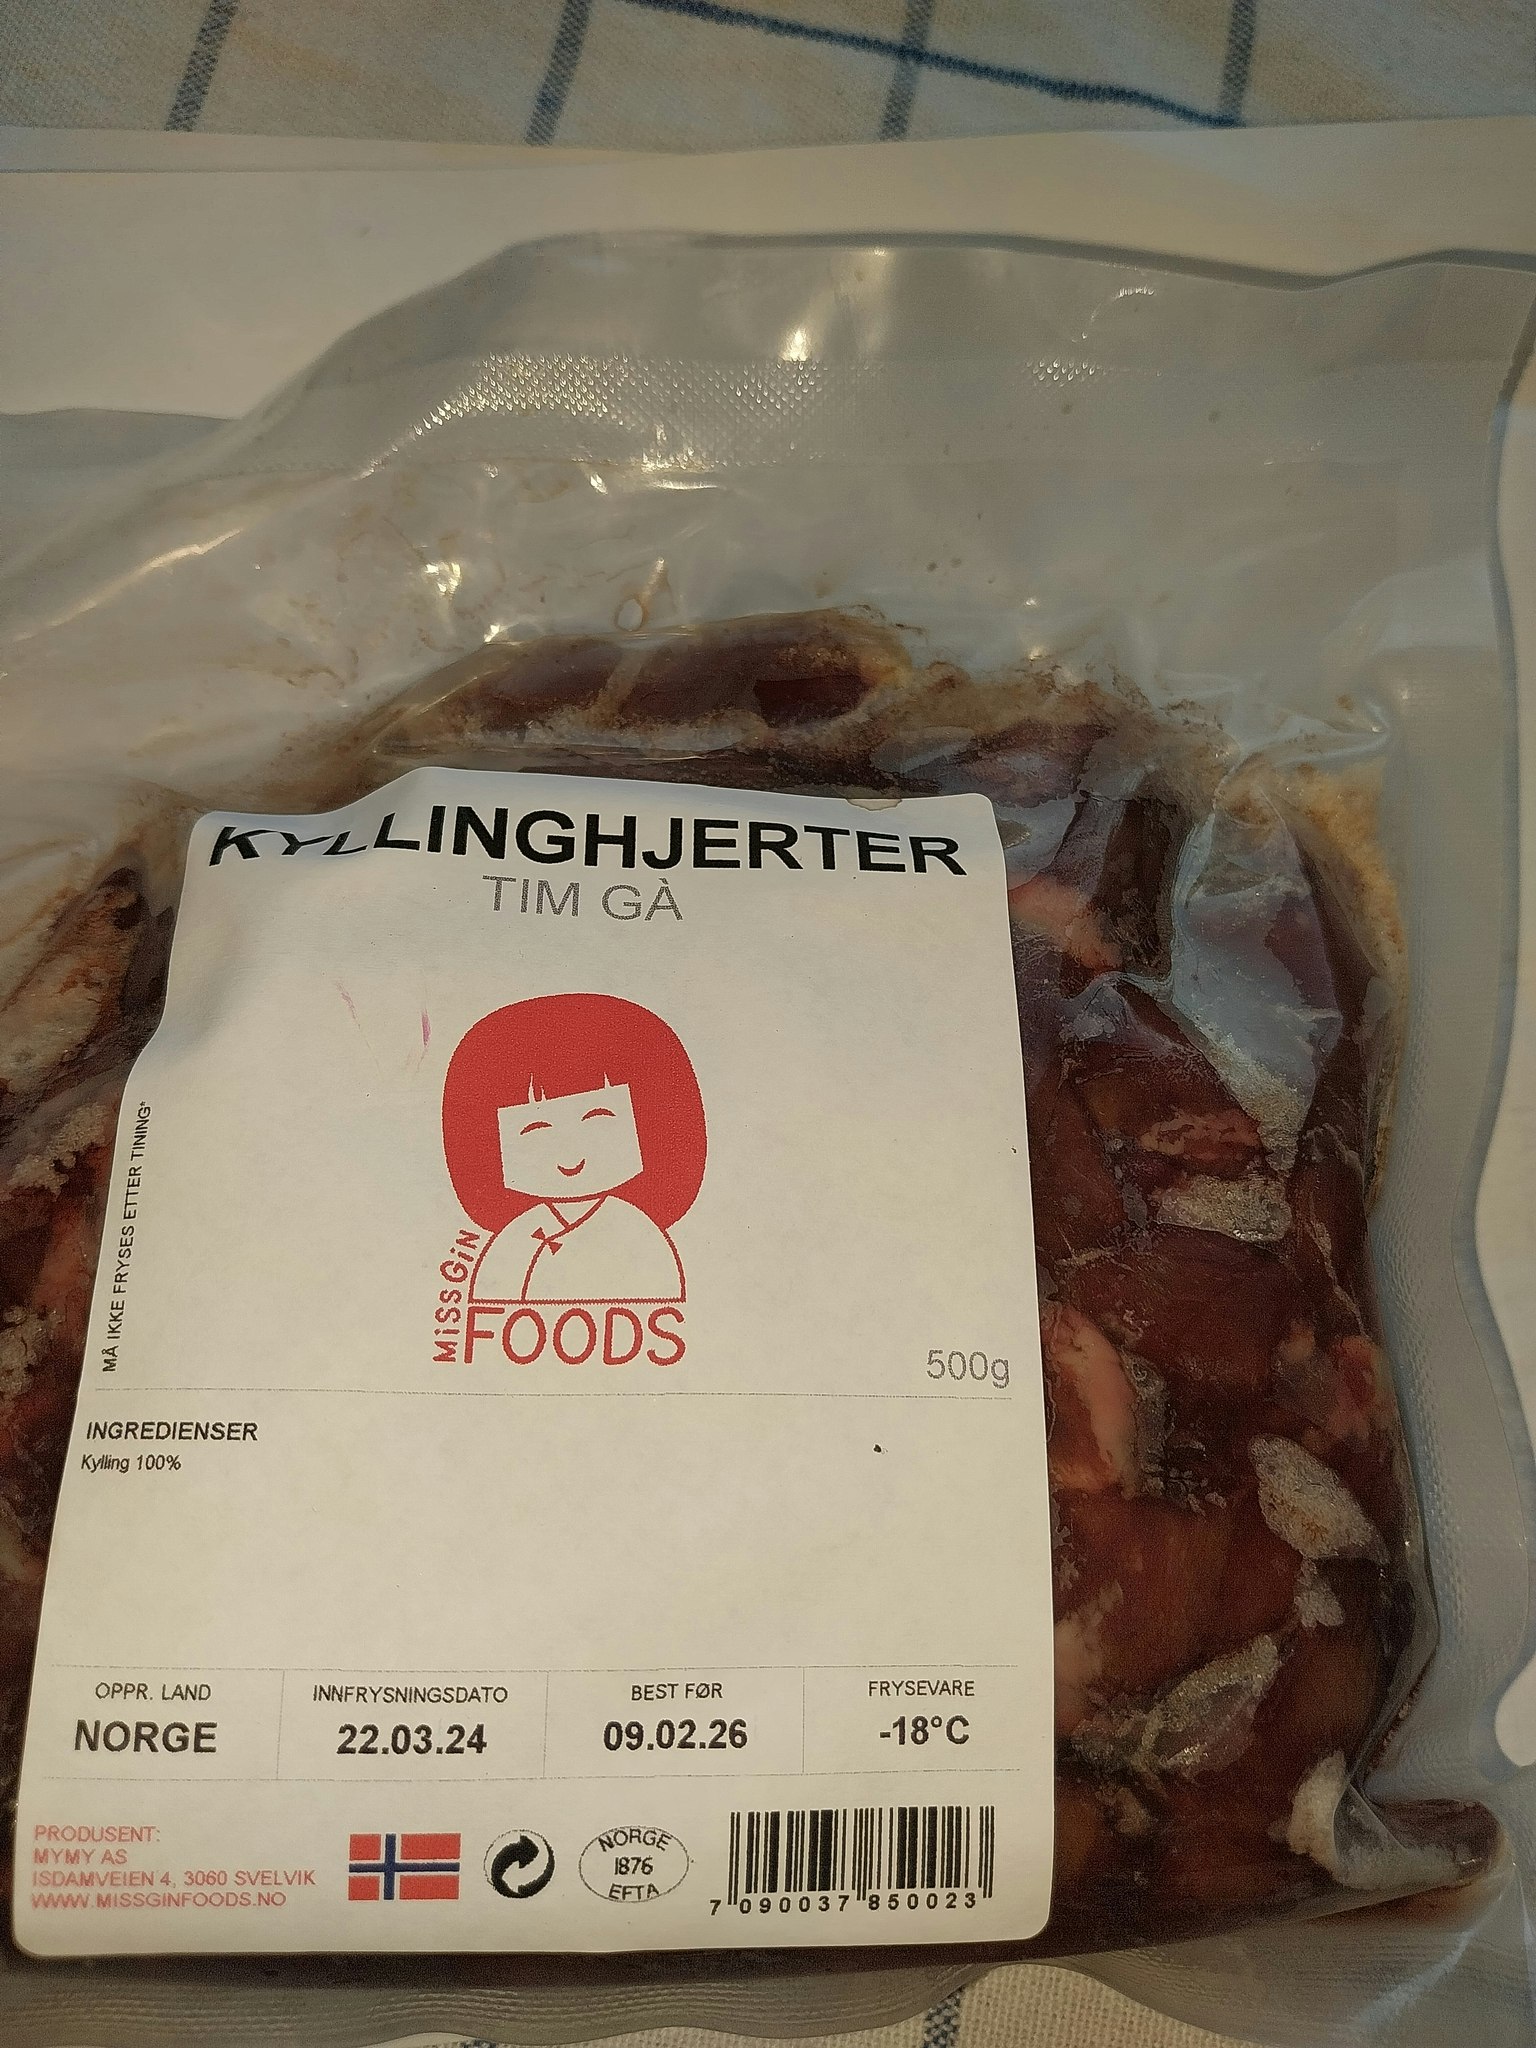 KYLLINGHJERTER
TIM GÀ
MÅ IKKE FRYSES ETTER TINING*
MiSS GiN
FOODS
500g
INGREDIENSER
Kylling 100%
OPPR. LAND
NORGE
INNFRYSNINGSDATO
22.03.24
BEST FØR
09.02.26
FRYSEVARE
-18°C
PRODUSENT:
MYMY AS
ISDAMVEIEN 4, 3060 SVELVIK
WWW.MISSGINFOODS.NO
NORGE
1876
EFTA
7 090037 850023